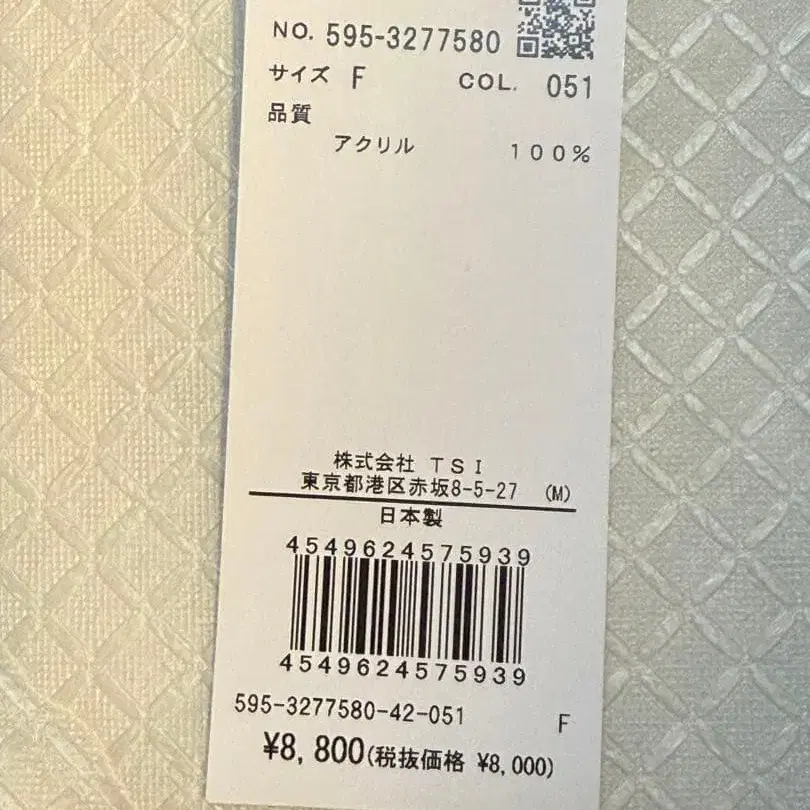 NO. 595-3277580
サイズ F COL. 051
品質
アクリル 100%
株式会社 TSI
東京都港区赤坂8-5-27 (M)
日本製
4549624575939
4549624575939
595-3277580-42-051 F
¥8,800(税抜価格 ¥8,000)